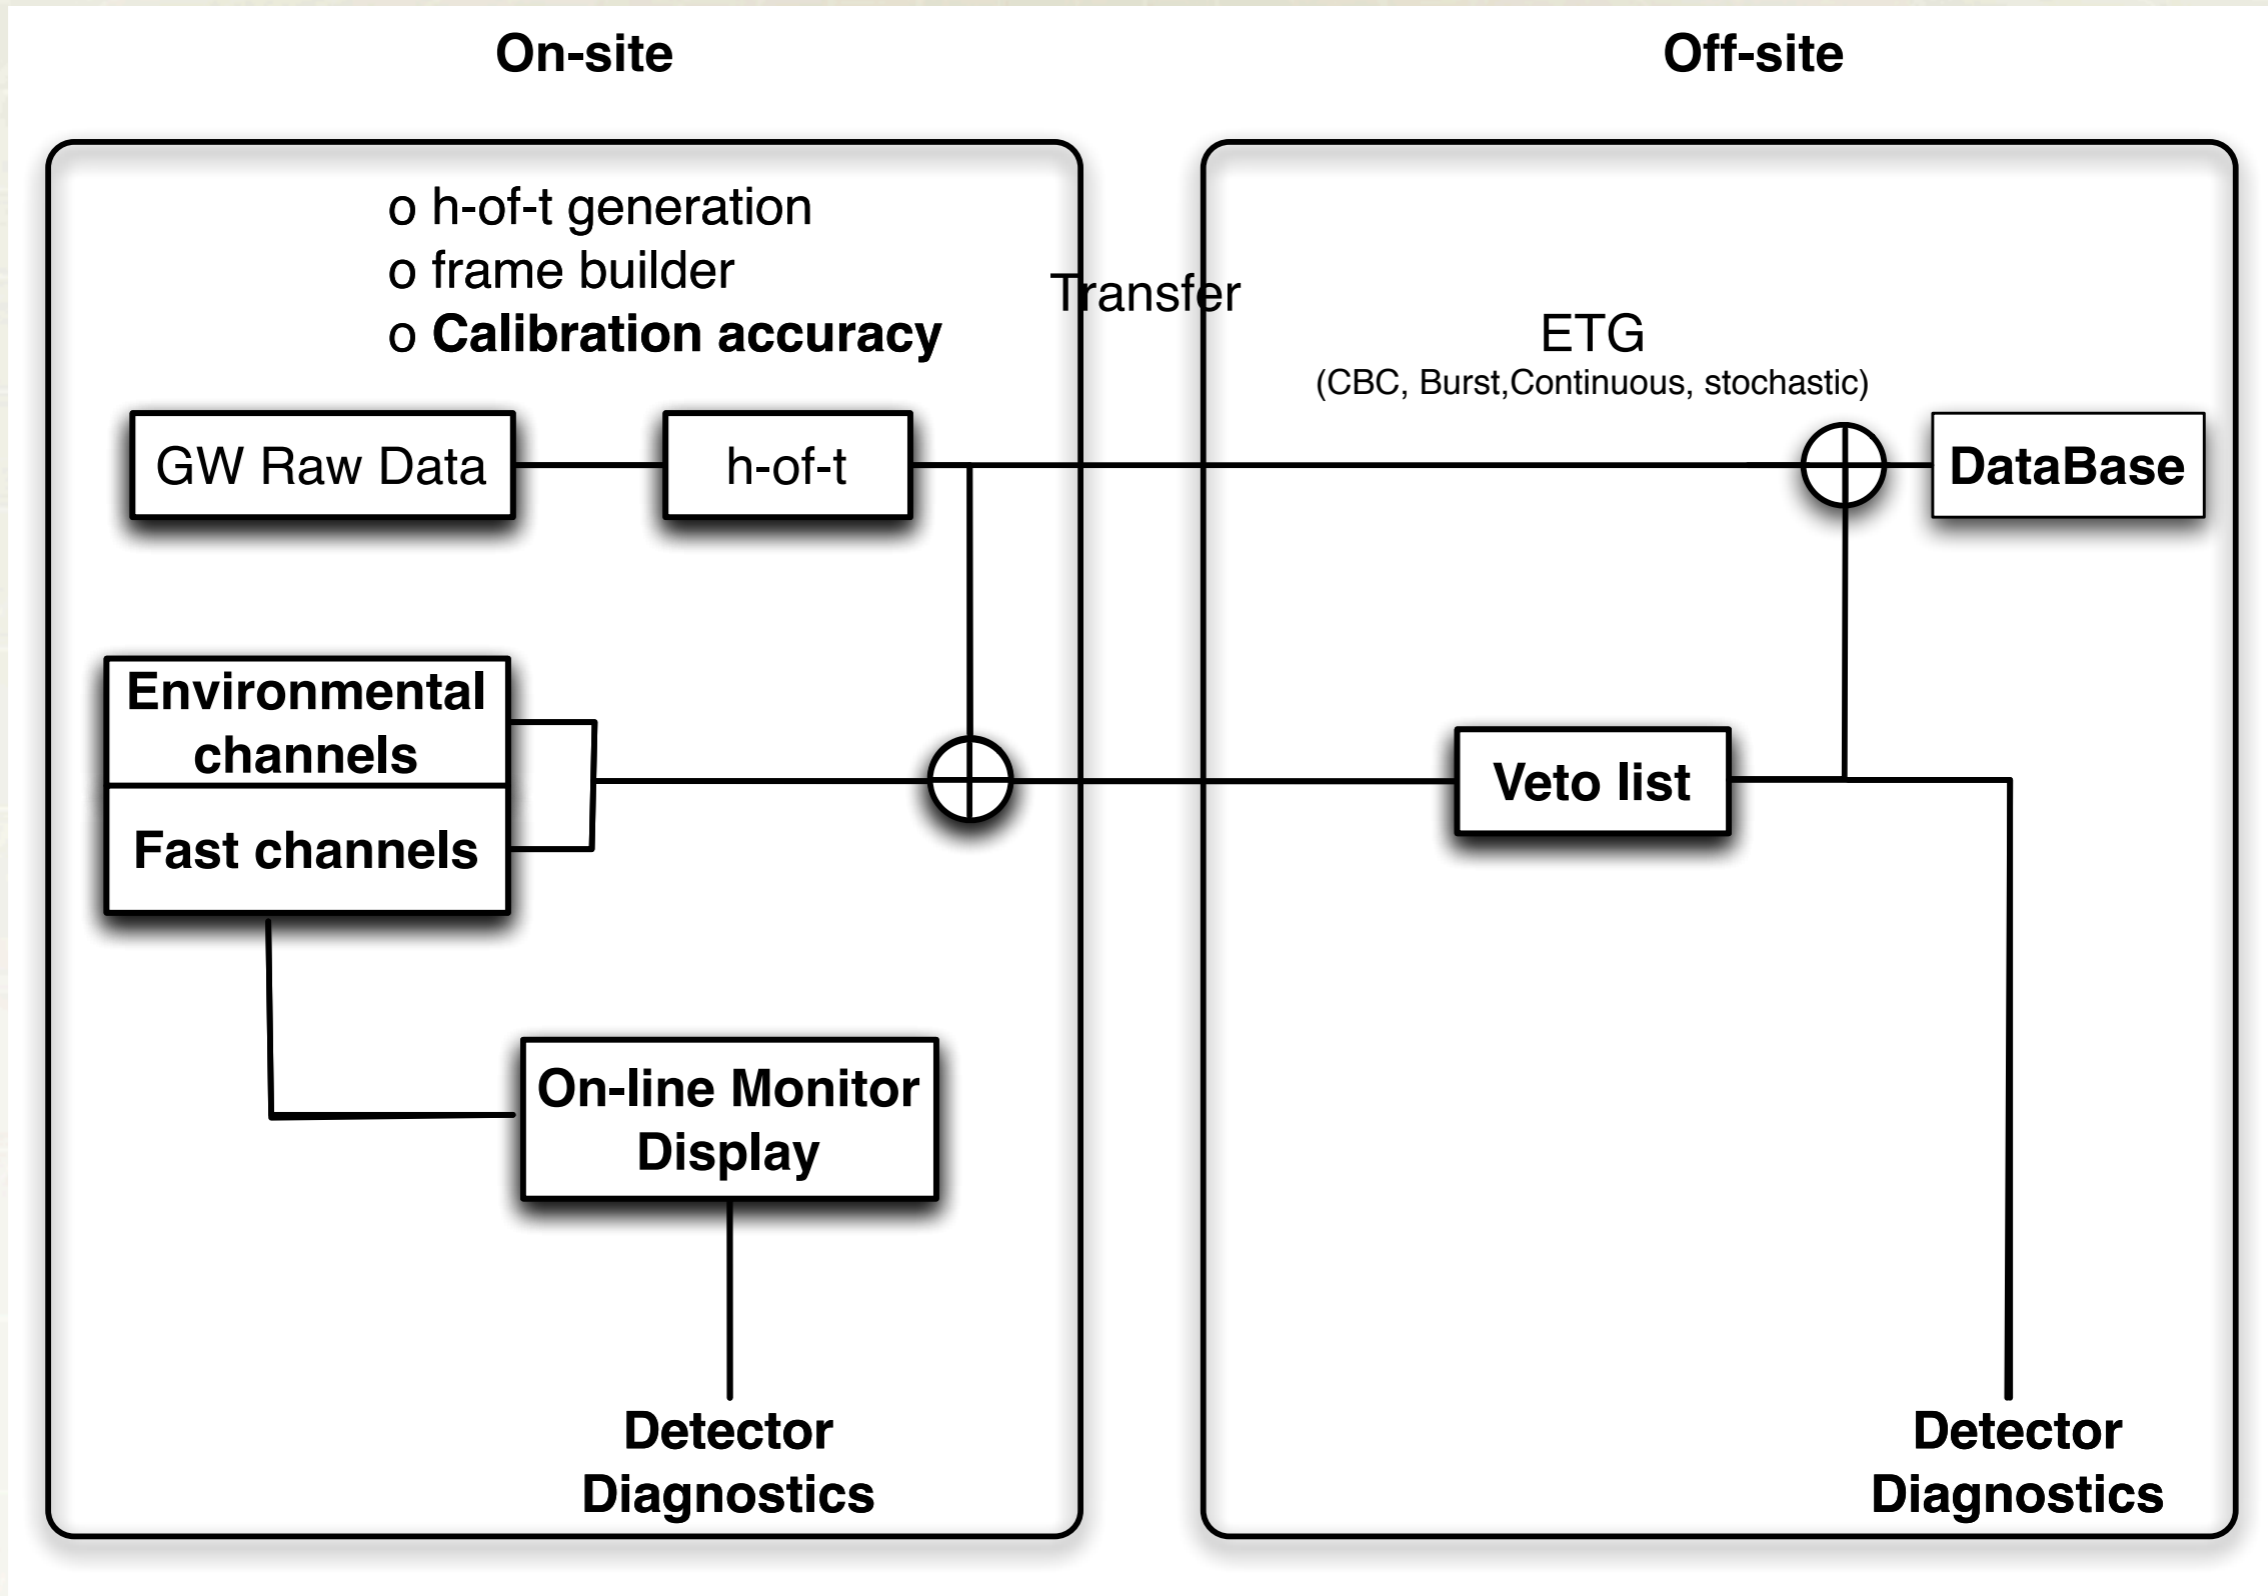 On-site
Off-site
o h-of-t generation
o frame builder
o Calibration accuracy
Transfer
ETG
(CBC, Burst,Continuous, stochastic)
GW Raw Data
h-of-t
DataBase
Environmental
channels
Fast channels
Veto list
On-line Monitor
Display
Detector
Diagnostics
Detector
Diagnostics